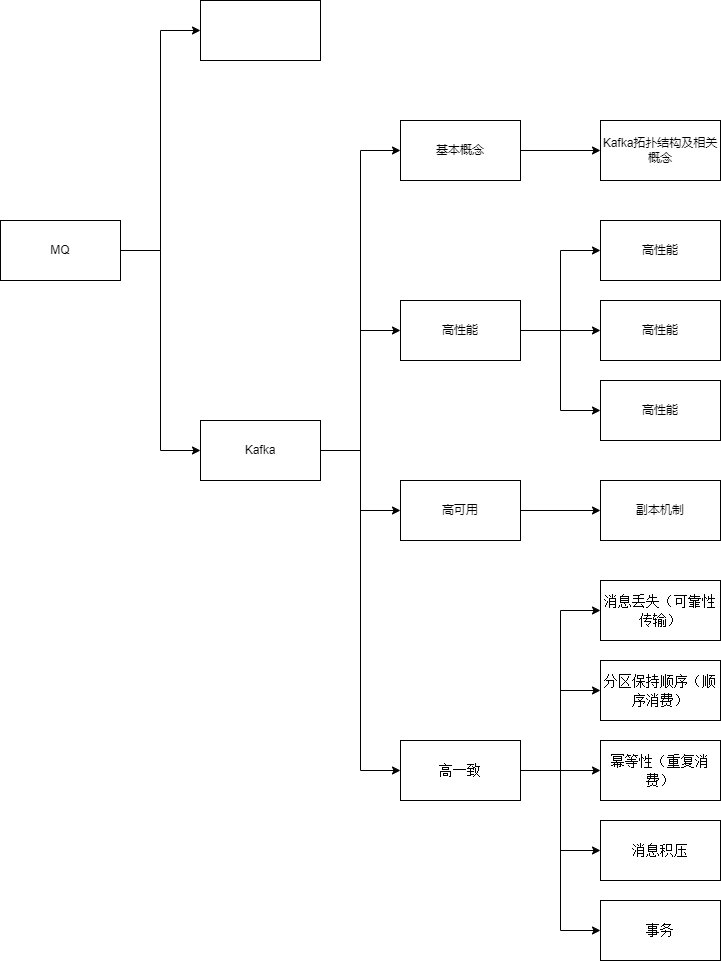 MQ
Kafka
基本概念
Kafka拓扑结构及相关
概念
高性能
高性能
高性能
高性能
高可用
副本机制
高一致
消息丢失（可靠性
传输）
分区保持顺序（顺
序消费）
幂等性（重复消
费）
消息积压
事务